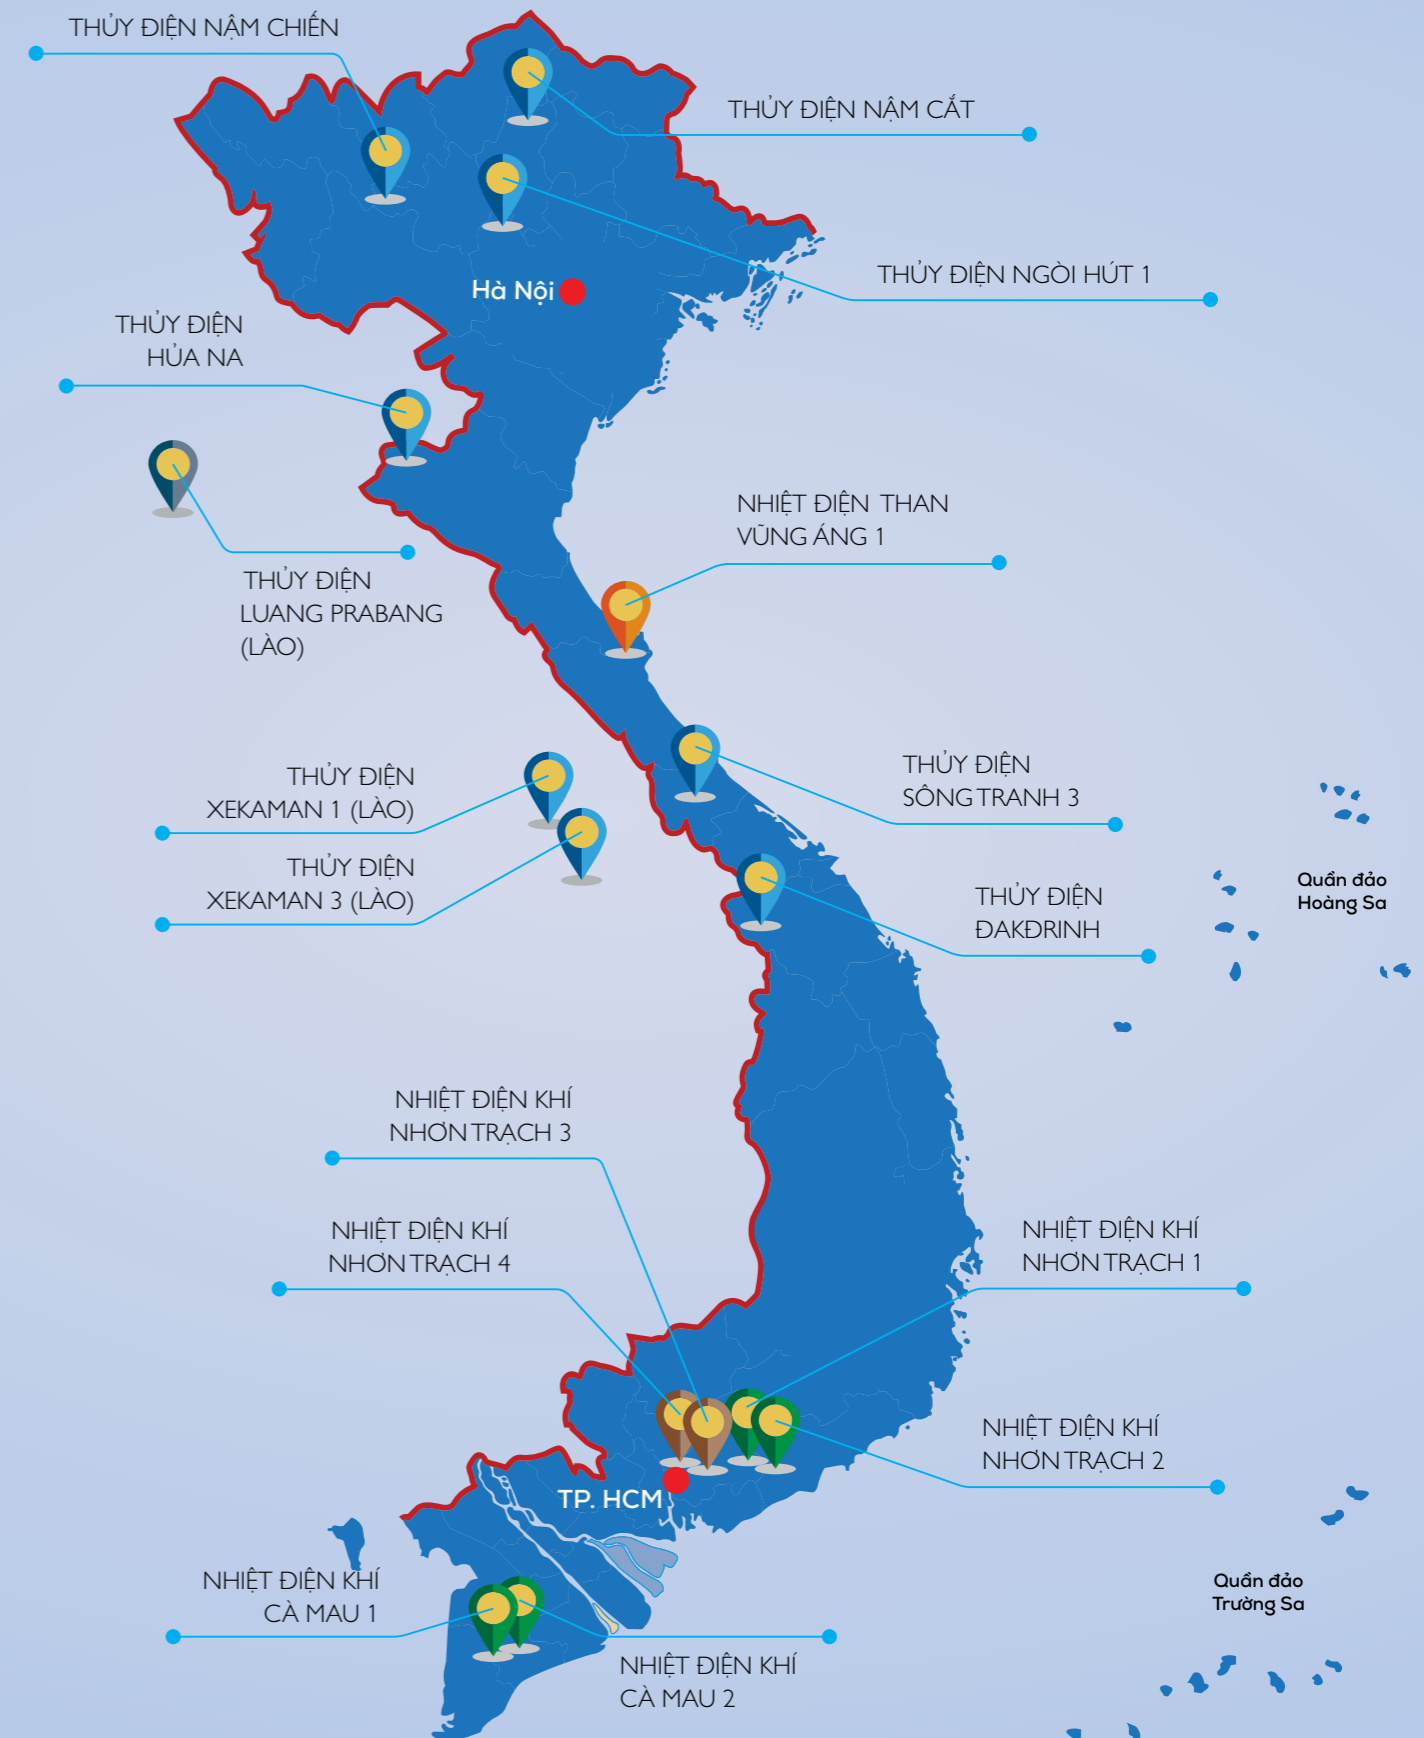 THỦY ĐIỆN NẬM CHIẾN
THỦY ĐIỆN NẬM CẮT
THỦY ĐIỆN NGÒI HÚT 1
Hà Nội
THỦY ĐIỆN
HỦA NA
THỦY ĐIỆN
LUANG PRABANG
(LÀO)
NHIỆT ĐIỆN THAN
VŨNG ÁNG 1
THỦY ĐIỆN
XEKAMAN 1 (LÀO)
THỦY ĐIỆN
XEKAMAN 3 (LÀO)
THỦY ĐIỆN
SÔNG TRANH 3
THỦY ĐIỆN
ĐAKĐRINH
Quần đảo
Hoàng Sa
NHIỆT ĐIỆN KHÍ
NHƠN TRẠCH 3
NHIỆT ĐIỆN KHÍ
NHƠN TRẠCH 4
NHIỆT ĐIỆN KHÍ
NHƠN TRẠCH 1
NHIỆT ĐIỆN KHÍ
NHƠN TRẠCH 2
TP. HCM
NHIỆT ĐIỆN KHÍ
CÀ MAU 1
NHIỆT ĐIỆN KHÍ
CÀ MAU 2
Quần đảo
Trường Sa